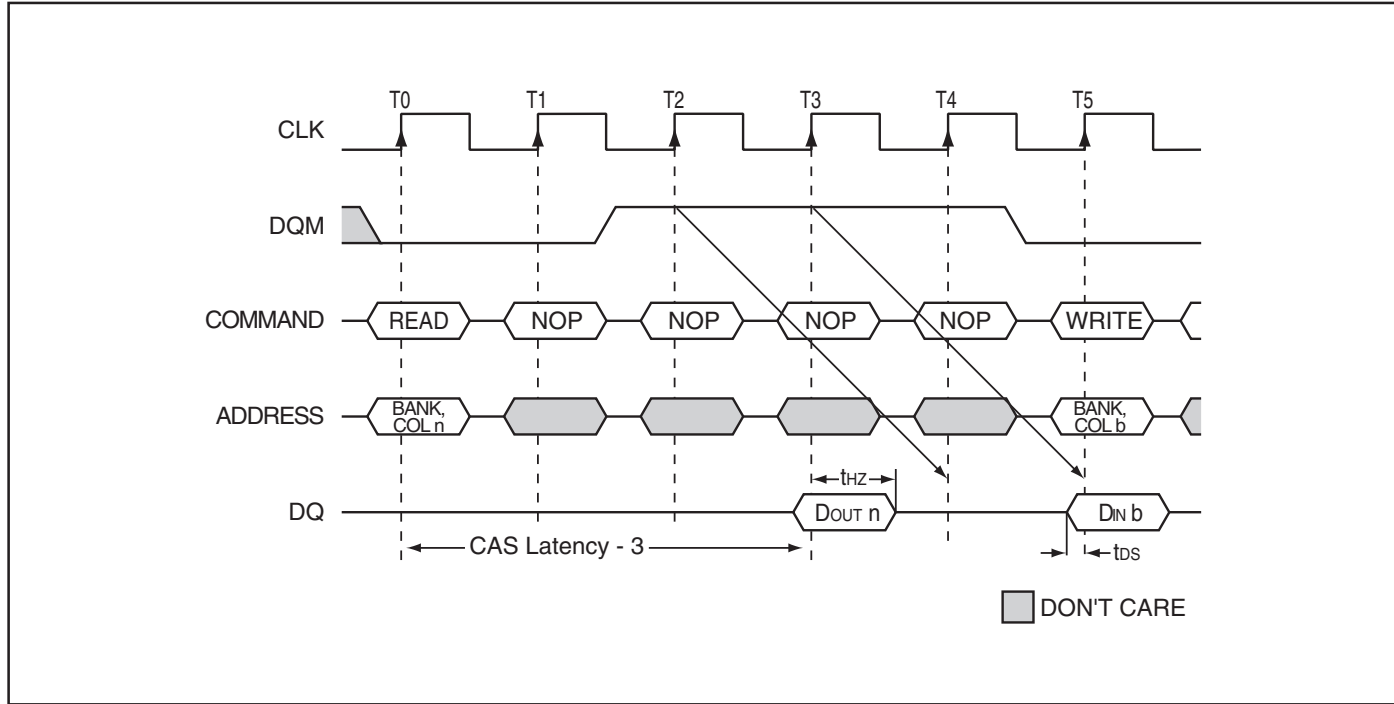 T0 T1 T2 T3 T4 T5
CLK
DQM
COMMAND READ NOP NOP NOP NOP WRITE
ADDRESS BANK, COL n BANK, COL b
tHZ
DQ DOUT n DIN b
CAS Latency - 3 tDS
DON'T CARE